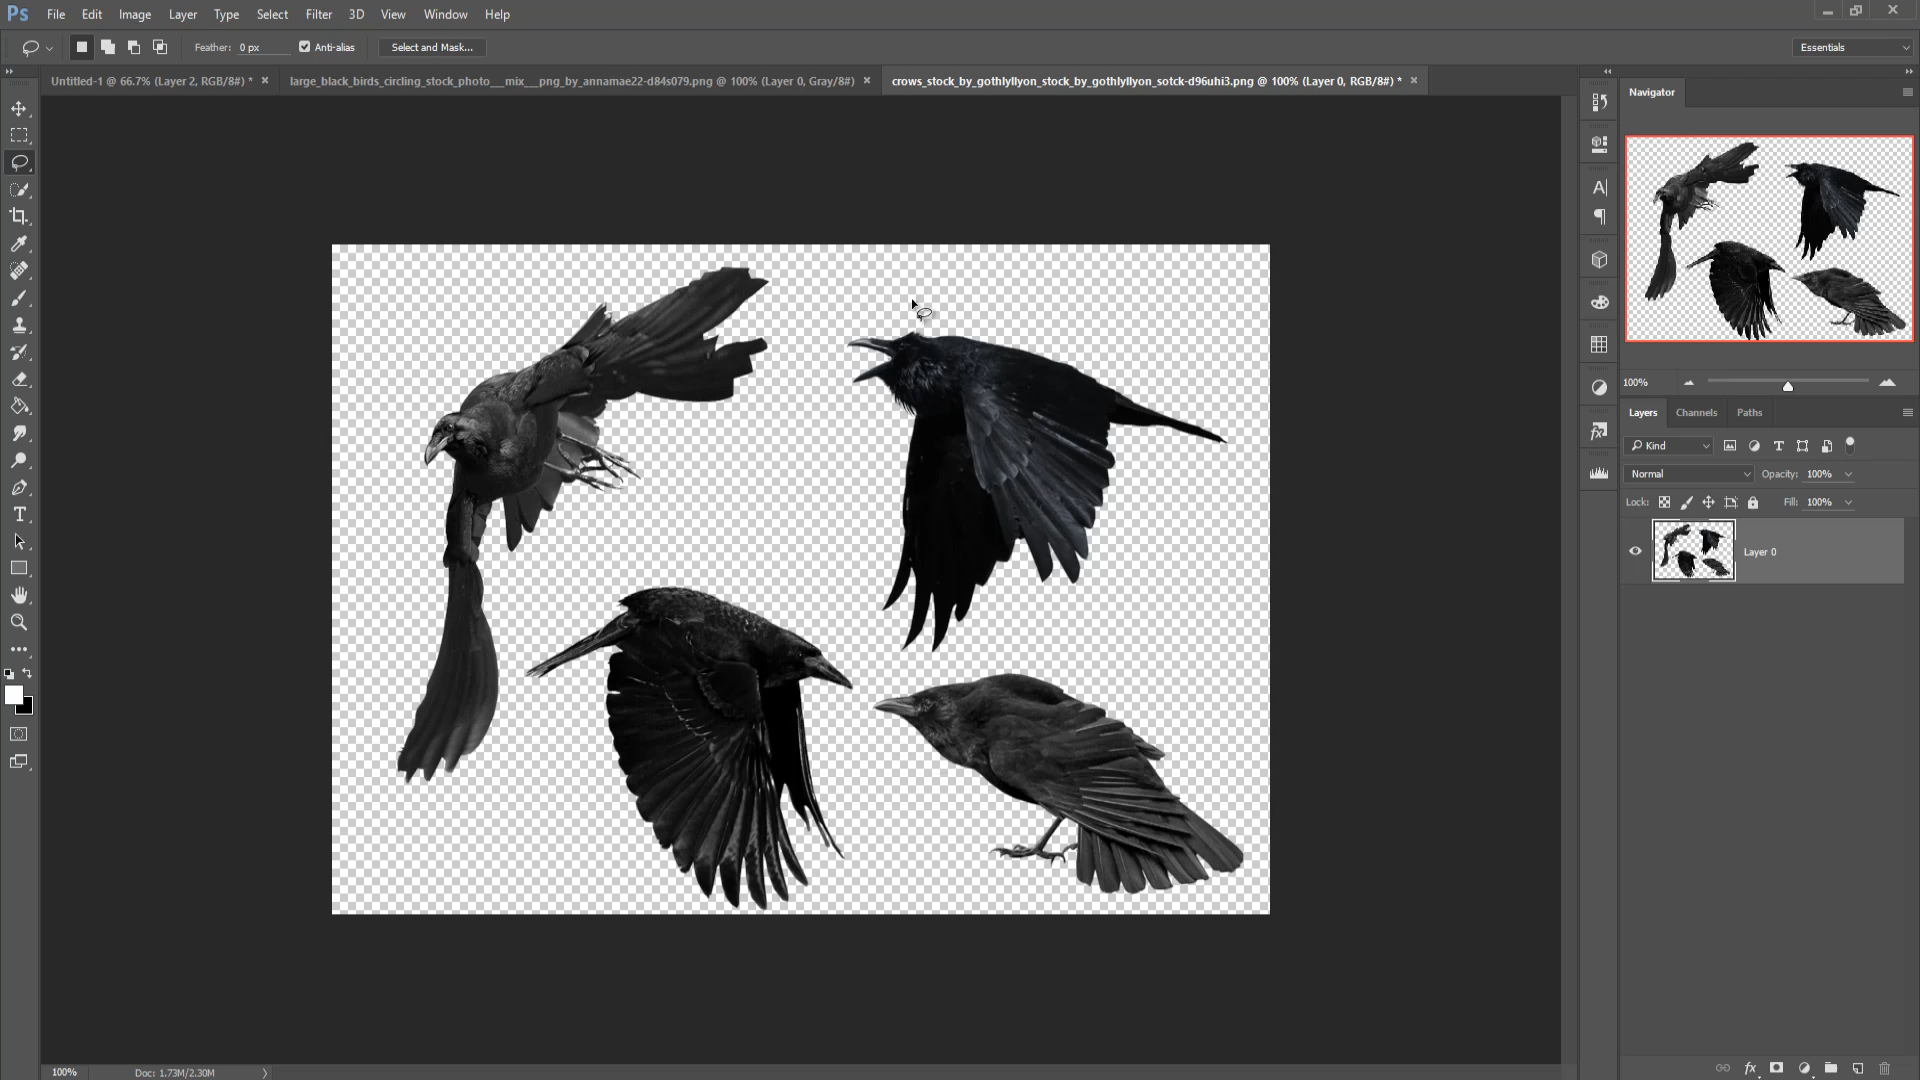 Ps File Edit Image Layer Type Select Filter 3D View Window Help
Feather: 0 px Anti-alias Select and Mask... Essentials
Untitled-1 @ 66.7% (Layer 2, RGB/8#) * × large_black_birds_circling_stock_photo___mix___png_by_annamae22-d84s079.png @ 100% (Layer 0, Gray/8#) × crows_stock_by_gothlyllyon_stock_by_gothlyllyon_sotck-d96uhi3.png @ 100% (Layer 0, RGB/8#) * ×
Navigator
100%
Layers Channels Paths
Kind
Normal Opacity: 100%
Lock: Fill: 100%
Layer 0
100% Doc: 1.73M/2.30M